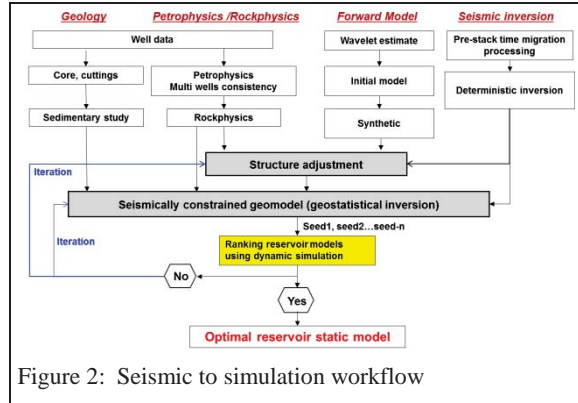 Geology
Petrophysics /Rockphysics
Forward Model
Seismic inversion
Well data
Wavelet estimate
Pre-stack time migration
processing
Core, cuttings
Petrophysics
Multi wells consistency
Initial model
Deterministic inversion
Sedimentary study
Rockphysics
Synthetic
Iteration
Structure adjustment
Seismically constrained geomodel (geostatistical inversion)
Iteration
Seed1, seed2...seed-n
Ranking reservoir models
using dynamic simulation
No
Yes
Optimal reservoir static model
Figure 2: Seismic to simulation workflow